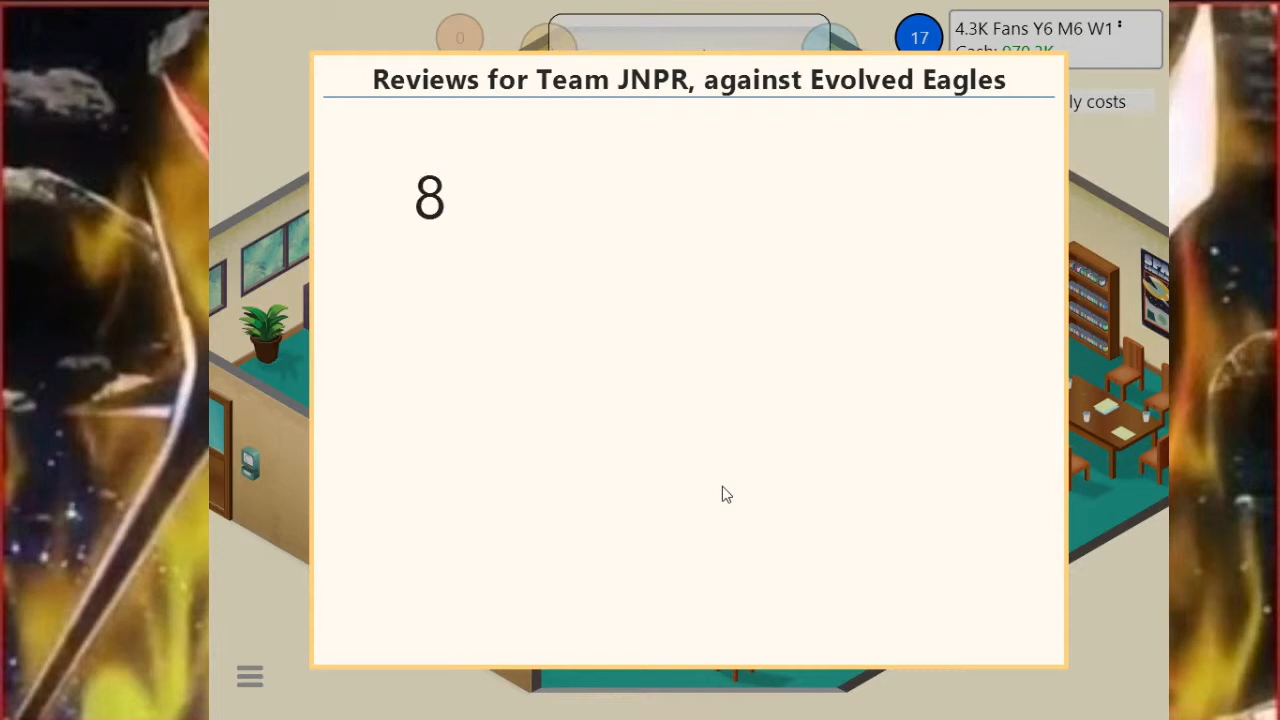 0
17
4.3K Fans Y6 M6 W1
Reviews for Team JNPR, against Evolved Eagles
ly costs
8